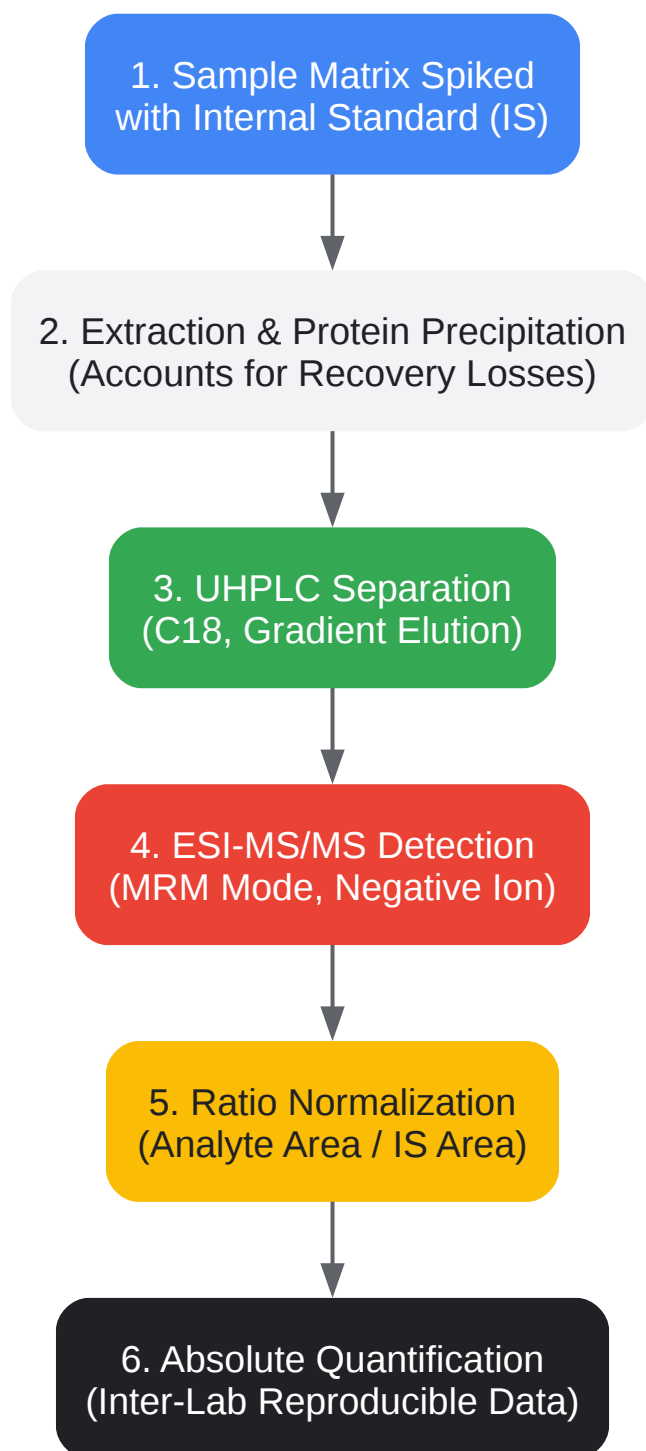 1. Sample Matrix Spiked
with Internal Standard (IS)
2. Extraction & Protein Precipitation
(Accounts for Recovery Losses)
3. UHPLC Separation
(C18, Gradient Elution)
4. ESI-MS/MS Detection
(MRM Mode, Negative Ion)
5. Ratio Normalization
(Analyte Area / IS Area)
6. Absolute Quantification
(Inter-Lab Reproducible Data)